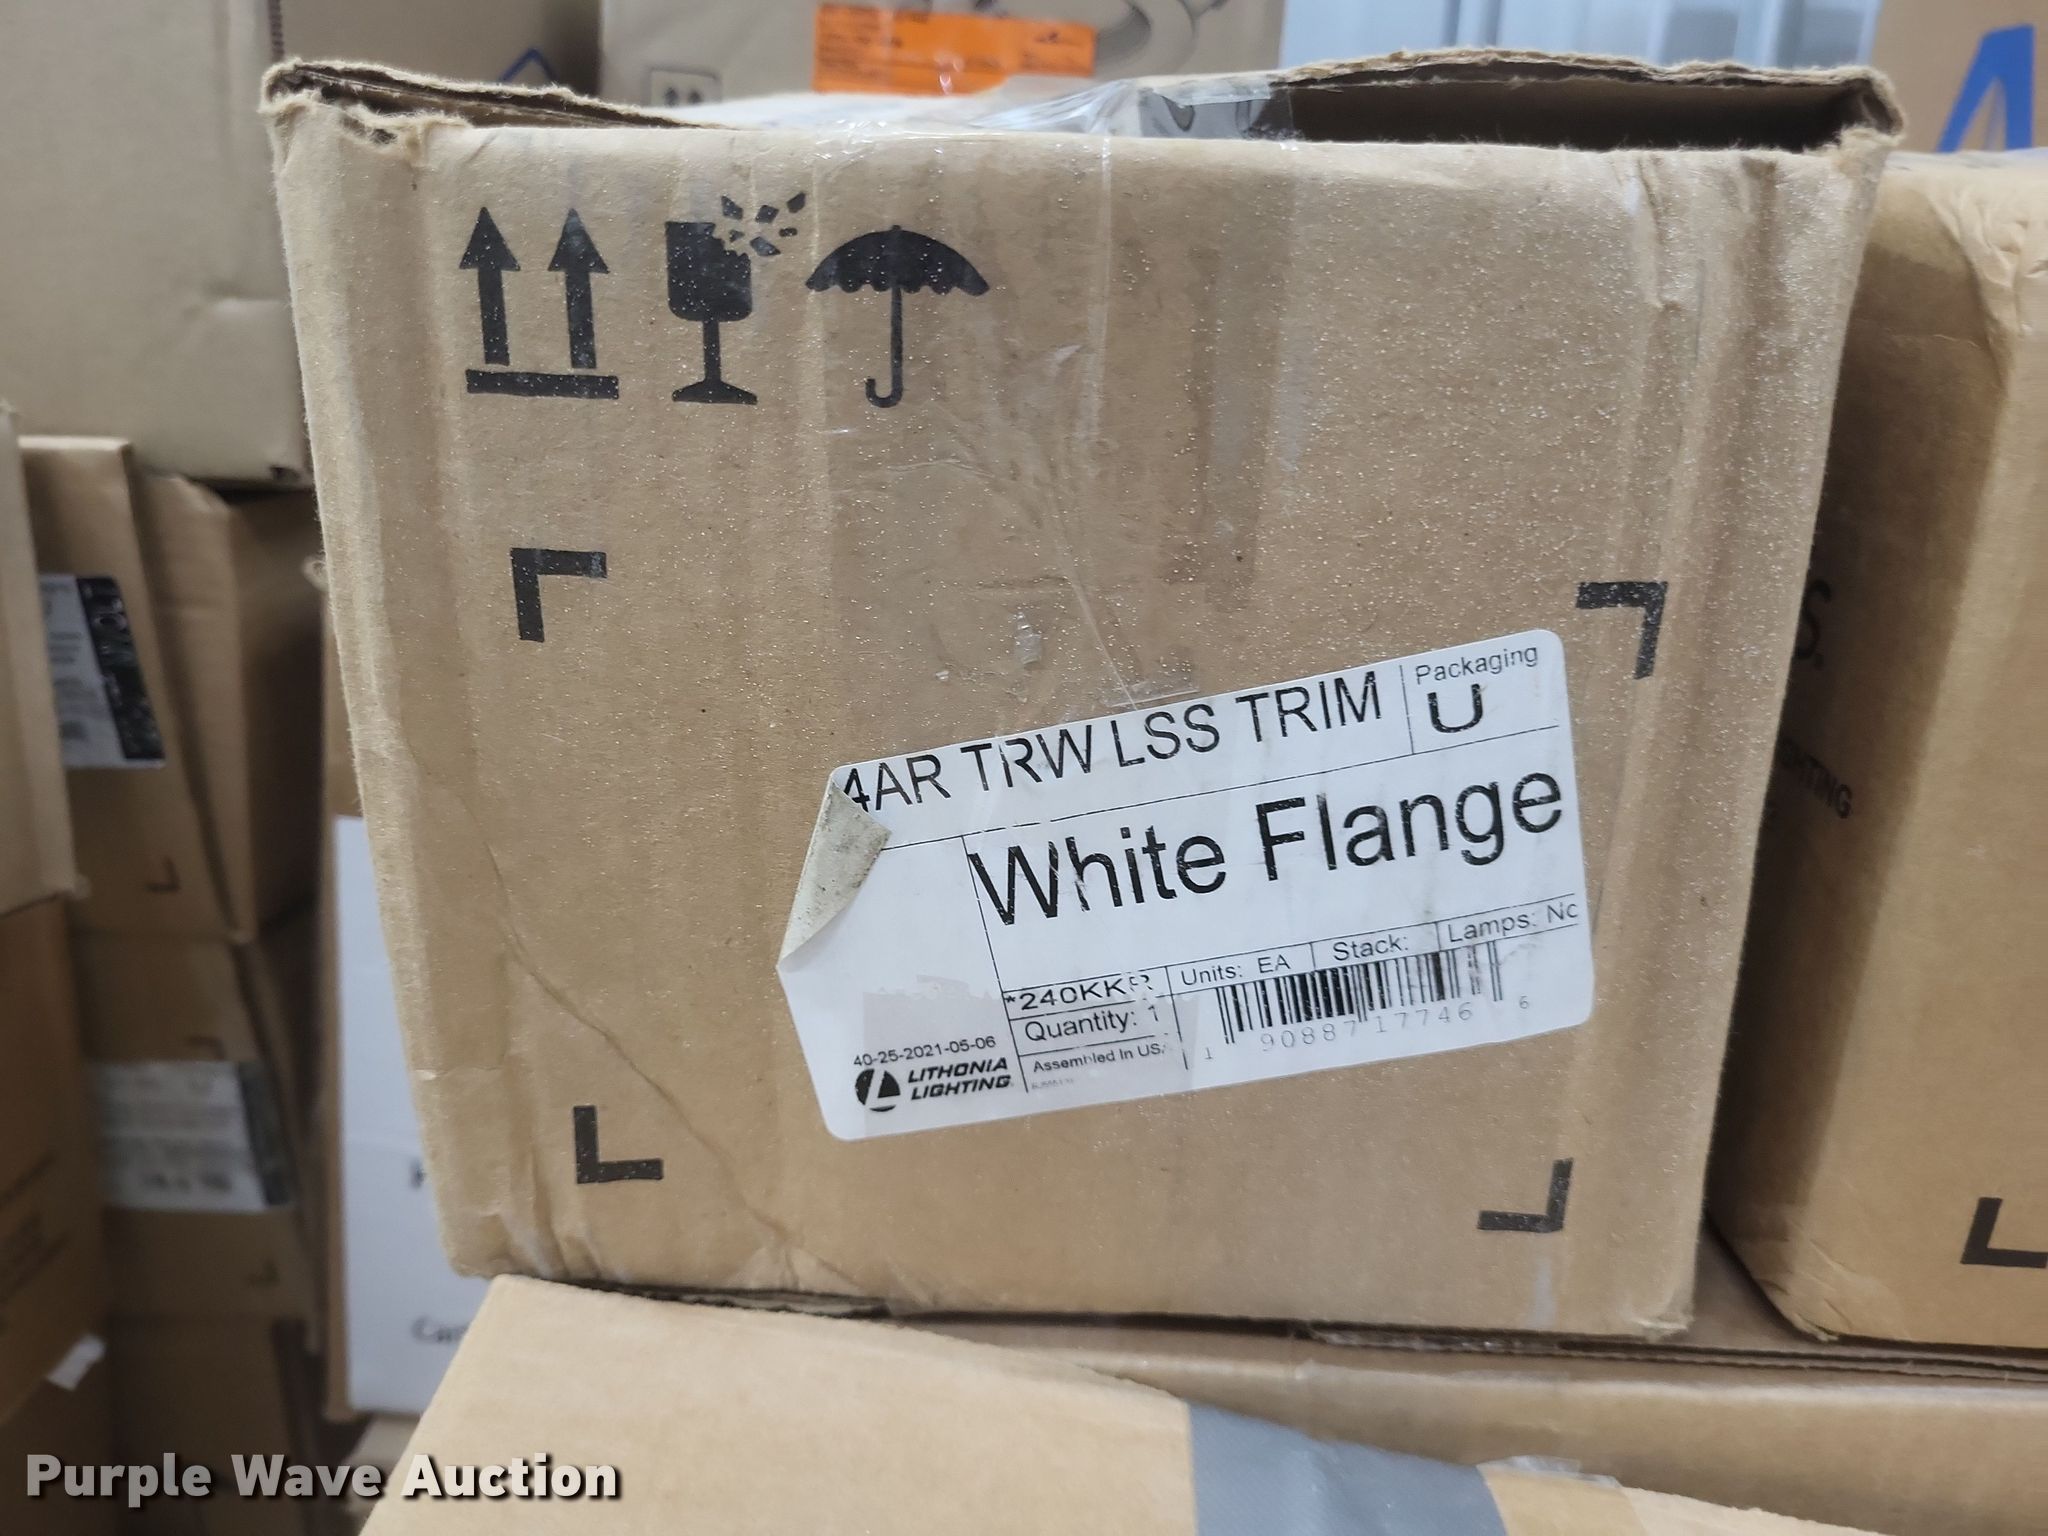 4AR TRW LSS TRIM
Packaging
U
White Flange
*240KKR
Units: EA
Stack:
Lamps: No
Quantity: 1
Assembled In USA
1 90887 17746 6
40-25-2021-05-06
LITHONIA
LIGHTING
Purple Wave Auction